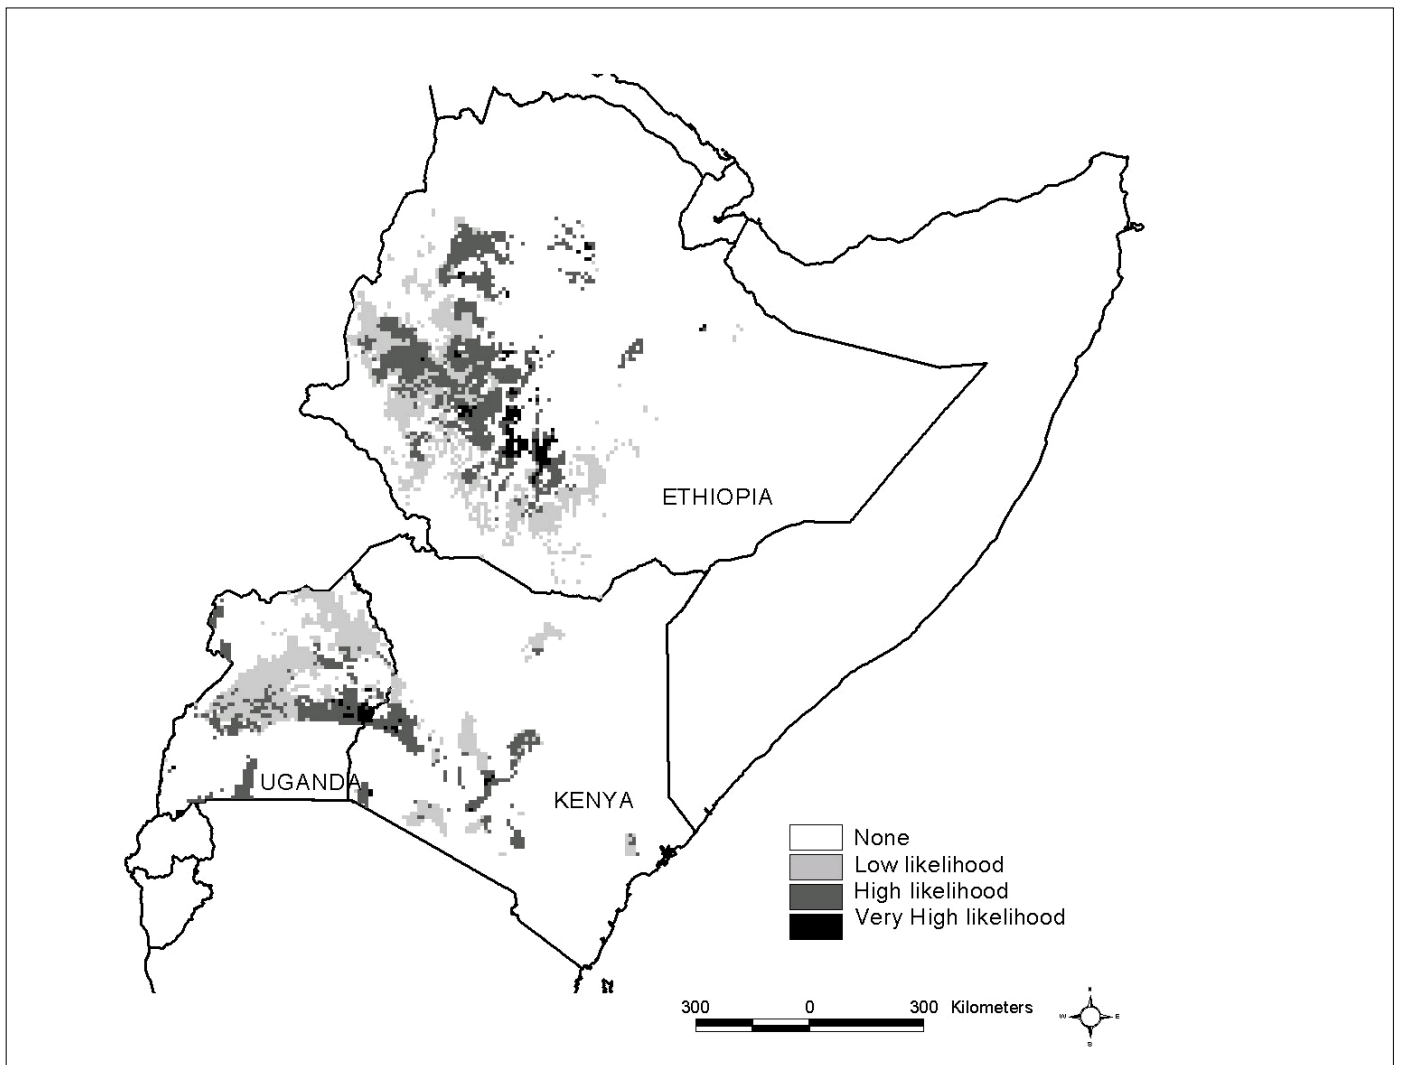 ETHIOPIA
UGANDA
KENYA
None
Low likelihood
High likelihood
Very High likelihood
300 0 300 Kilometers
N
W E
S